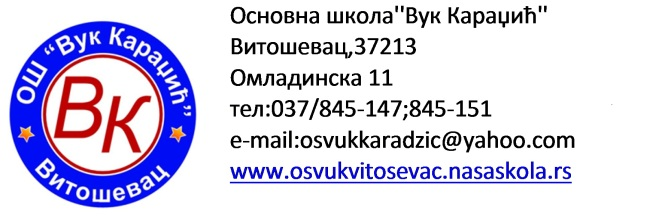 ОШ “Вук Караџић”
ВК
Витошевац
Основна школа"Вук Караџић"
Витошевац,37213
Омладинска 11
тел:037/845-147;845-151
e-mail:osvukkaradzic@yahoo.com
www.osvukvitosevac.nasaskola.rs